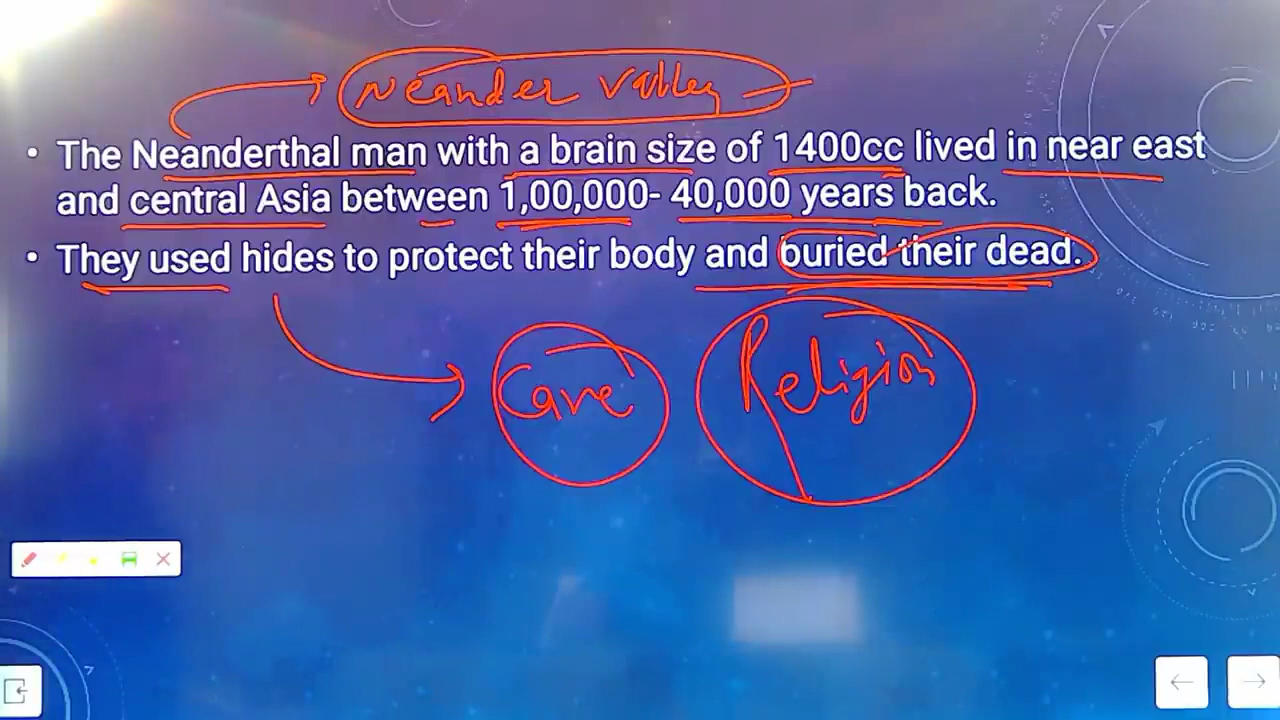 Neander Valley
• The Neanderthal man with a brain size of 1400cc lived in near east
and central Asia between 1,00,000- 40,000 years back.
• They used hides to protect their body and buried their dead.
Cave
Religion